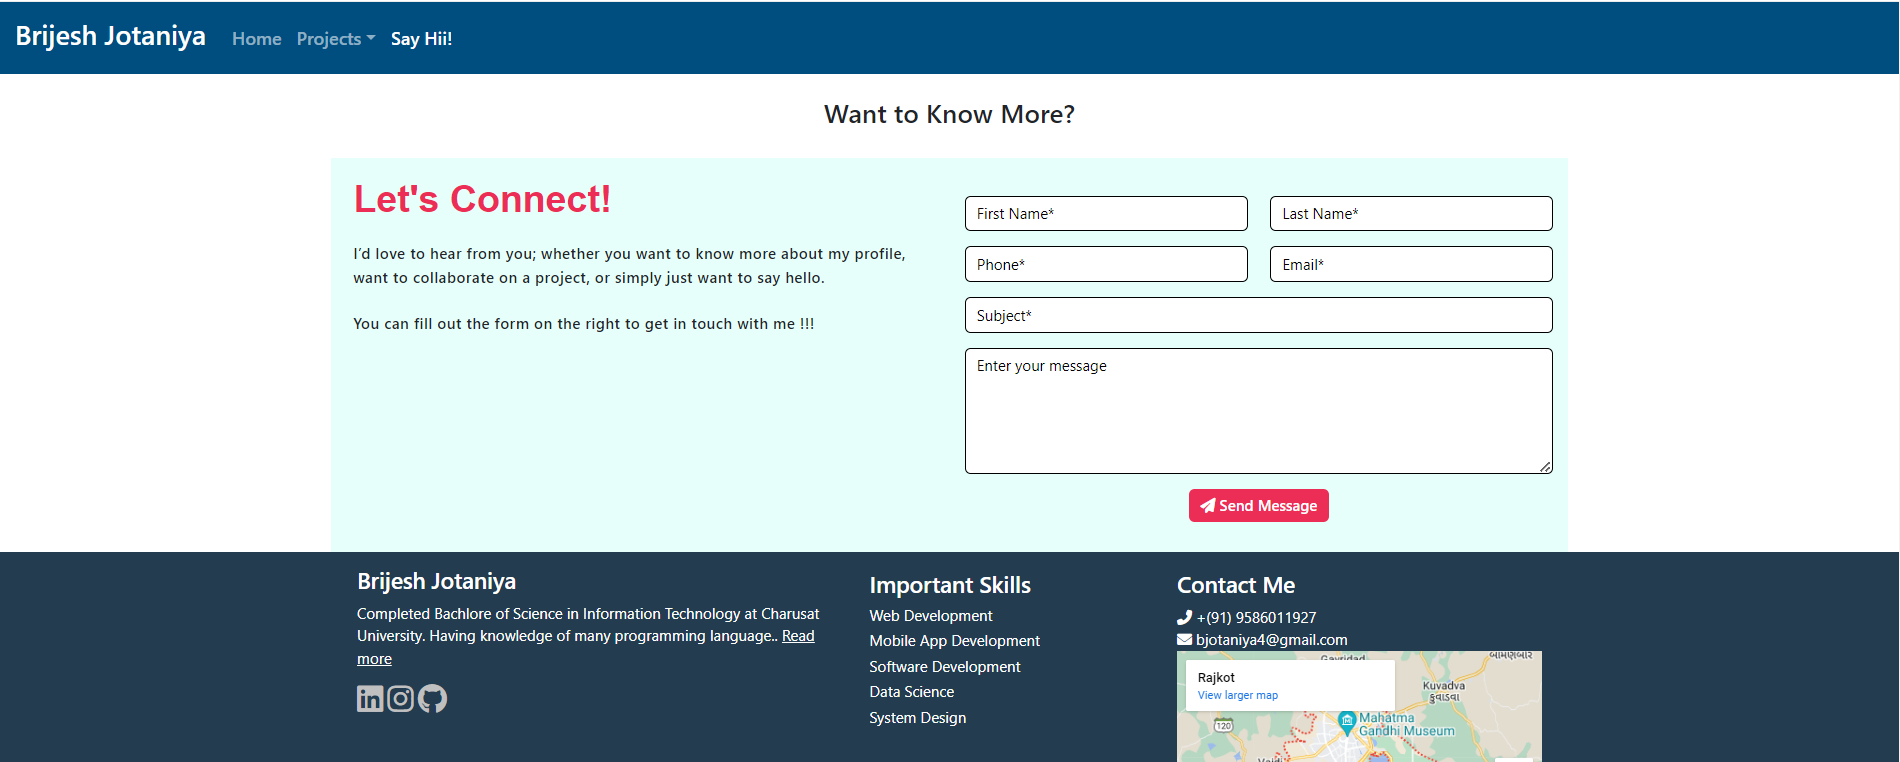 Brijesh Jotaniya Home Projects Say Hii!
Want to Know More?
Let's Connect!
I'd love to hear from you; whether you want to know more about my profile,
want to collaborate on a project, or simply just want to say hello.
You can fill out the form on the right to get in touch with me !!!
First Name* Last Name*
Phone* Email*
Subject*
Enter your message
Send Message
Brijesh Jotaniya
Completed Bachlore of Science in Information Technology at Charusat
University. Having knowledge of many programming language.. Read
more
Important Skills
Web Development
Mobile App Development
Software Development
Data Science
System Design
Contact Me
+(91) 9586011927
bjotaniya4@gmail.com
Rajkot
View larger map
Kuvadva
કુવાડવા
120
Mahatma
Gandhi Museum